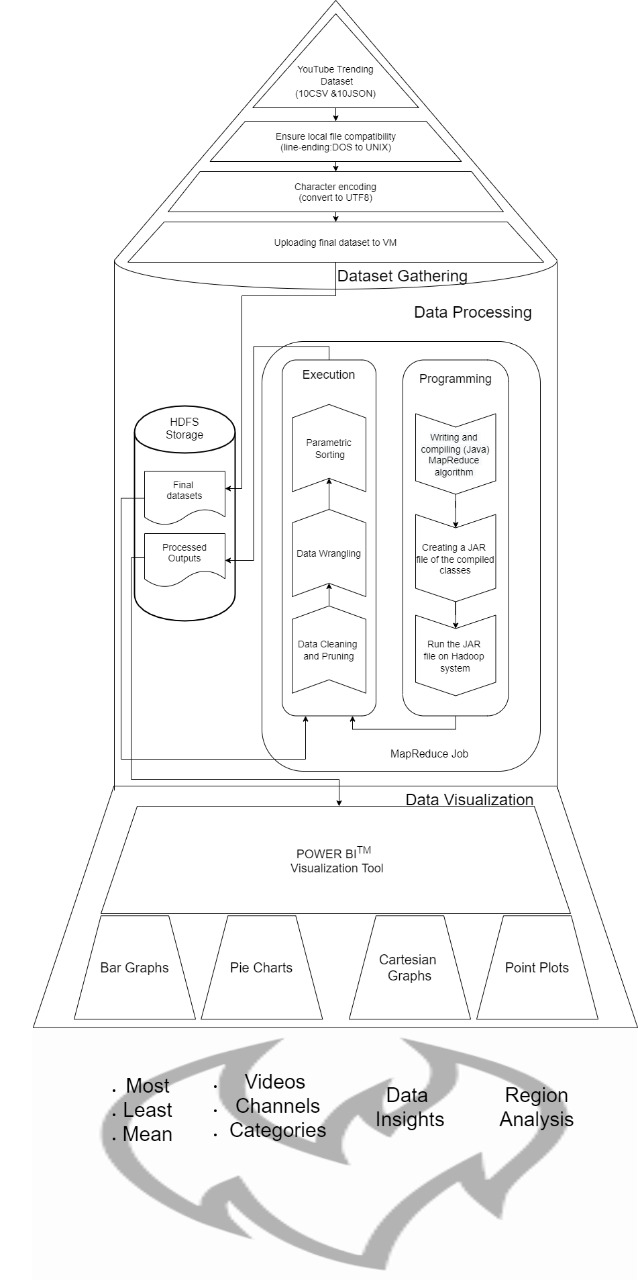 YouTube Trending
Dataset
(10CSV &10JSON)
Ensure local file compatibility
(line-ending:DOS to UNIX)
Character encoding
(convert to UTF8)
Uploading final dataset to VM
Dataset Gathering
Data Processing
HDFS
Storage
Final
datasets
Processed
Outputs
Execution
Parametric
Sorting
Data Wrangling
Data Cleaning
and Pruning
Programming
Writing and
compiling (Java)
MapReduce
algorithm
Creating a JAR
file of the compiled
classes
Run the JAR
file on Hadoop
system
MapReduce Job
Data Visualization
POWER BI™
Visualization Tool
Bar Graphs
Pie Charts
Cartesian
Graphs
Point Plots
. Most
. Least
. Mean
. Videos
. Channels
. Categories
Data
Insights
Region
Analysis